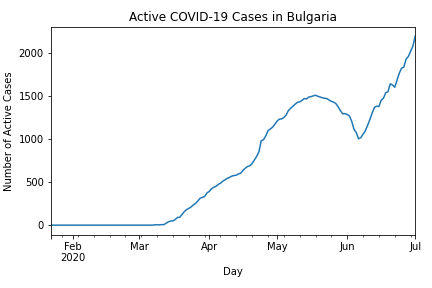 Active COVID-19 Cases in Bulgaria
Number of Active Cases
2000
1500
1000
500
0
Feb
2020
Mar
Apr
May
Jun
Jul
Day